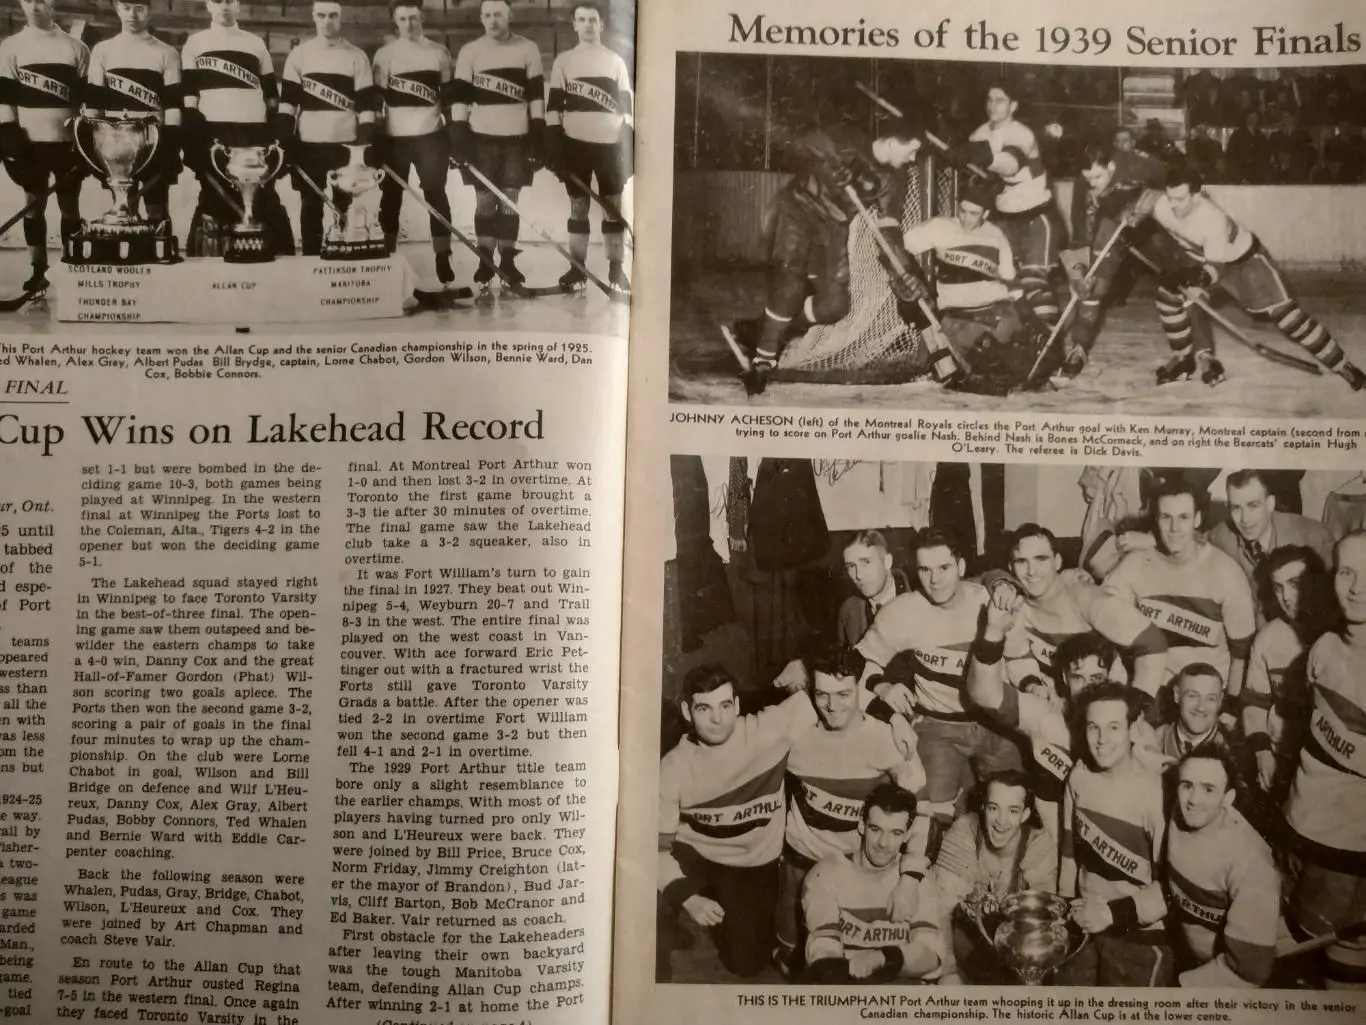 PORT ARTHUR
PORT ARTHUR
PORT ARTHUR
PORT ARTHUR
PORT ARTHUR
SCOTLAND WOOLEN
MILLS TROPHY
THUNDER BAY
CHAMPIONSHIP
ALLAN CUP
PATTINSON TROPHY
MANITOBA
CHAMPIONSHIP
This Port Arthur hockey team won the Allan Cup and the senior Canadian championship in the spring of 1925.
ed Whalen, Alex Gray, Albert Pudas Bill Brydge, captain, Lorne Chabot, Gordon Wilson, Bennie Ward, Dan
Cox, Bobbie Connors.
FINAL
Cup Wins on Lakehead Record
ur, Ont.
5 until
tabbed
of the
d espe-
f Port
teams
ppeared
western
ss than
all the
en with
was less
om the
ns but
1924-25
e way.
rail by
fisher-
a two-
league
s was
game
arded
Man.,
being
game.
tied
-goal
set 1-1 but were bombed in the de-
ciding game 10-3, both games being
played at Winnipeg. In the western
final at Winnipeg the Ports lost to
the Coleman, Alta., Tigers 4-2 in the
opener but won the deciding game
5-1.
The Lakehead squad stayed right
in Winnipeg to face Toronto Varsity
in the best-of-three final. The open-
ing game saw them outspeed and be-
wilder the eastern champs to take
a 4-0 win, Danny Cox and the great
Hall-of-Famer Gordon (Phat) Wil-
son scoring two goals apiece. The
Ports then won the second game 3-2,
scoring a pair of goals in the final
four minutes to wrap up the cham-
pionship. On the club were Lorne
Chabot in goal, Wilson and Bill
Bridge on defence and Wilf L'Heu-
reux, Danny Cox, Alex Gray, Albert
Pudas, Bobby Connors, Ted Whalen
and Bernie Ward with Eddie Car-
penter coaching.
Back the following season were
Whalen, Pudas, Gray, Bridge, Chabot,
Wilson, L'Heureux and Cox. They
were joined by Art Chapman and
coach Steve Vair.
En route to the Allan Cup that
season Port Arthur ousted Regina
7-5 in the western final. Once again
they faced Toronto Varsity in the
final. At Montreal Port Arthur won
1-0 and then lost 3-2 in overtime. At
Toronto the first game brought a
3-3 tie after 30 minutes of overtime.
The final game saw the Lakehead
club take a 3-2 squeaker, also in
overtime.
It was Fort William's turn to gain
the final in 1927. They beat out Win-
nipeg 5-4, Weyburn 20-7 and Trail
8-3 in the west. The entire final was
played on the west coast in Van-
couver. With ace forward Eric Pet-
tinger out with a fractured wrist the
Forts still gave Toronto Varsity
Grads a battle. After the opener was
tied 2-2 in overtime Fort William
won the second game 3-2 but then
fell 4-1 and 2-1 in overtime.
The 1929 Port Arthur title team
bore only a slight resemblance to
the earlier champs. With most of the
players having turned pro only Wil-
son and L'Heureux were back. They
were joined by Bill Price, Bruce Cox,
Norm Friday, Jimmy Creighton (lat-
er the mayor of Brandon), Bud Jar-
vis, Cliff Barton, Bob McCranor and
Ed Baker. Vair returned as coach.
First obstacle for the Lakeheaders
after leaving their own backyard
was the tough Manitoba Varsity
team, defending Allan Cup champs.
After winning 2-1 at home the Port
Memories of the 1939 Senior Finals
PORT ARTHUR
JOHNNY ACHESON (left) of the Montreal Royals circles the Port Arthur goal with Ken Murray, Montreal captain (second from
trying to score on Port Arthur goalie Nash. Behind Nash is Bones McCormack, and on right the Bearcats' captain Hugh
O'Leary. The referee is Dick Davis.
PORT ARTHUR
PORT A
PORT
PORT ARTHUR
PORT ARTHUR
PORT ARTHUR
ARTHUR
ARTHUR
PORT ARTHUR
THIS IS THE TRIUMPHANT Port Arthur team whooping it up in the dressing room after their victory in the senior
Canadian championship. The historic Allan Cup is at the lower centre.